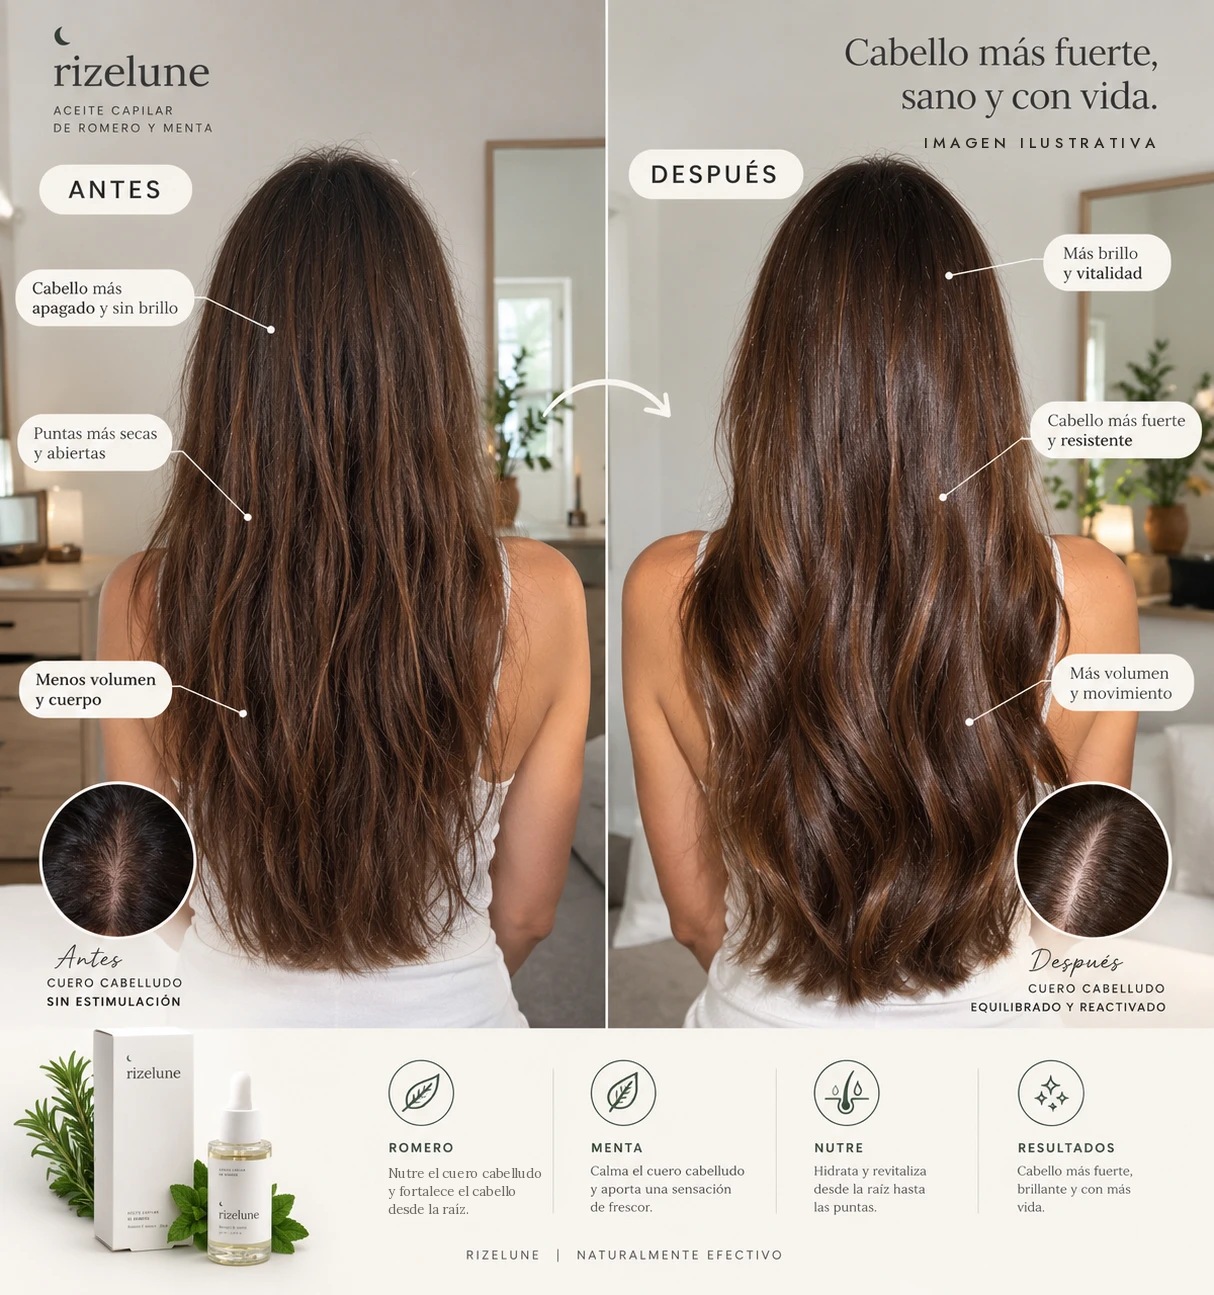 rizelune
ACEITE CAPILAR
DE ROMERO Y MENTA
Cabello más fuerte,
sano y con vida.
IMAGEN ILUSTRATIVA
ANTES
DESPUÉS
Cabello más
apagado y sin brillo
Puntas más secas
y abiertas
Menos volumen
y cuerpo
Más brillo
y vitalidad
Cabello más fuerte
y resistente
Más volumen
y movimiento
Antes
CUERO CABELLUDO
SIN ESTIMULACIÓN
Después
CUERO CABELLUDO
EQUILIBRADO Y REACTIVADO
rizelune
rizelune
ROMERO
Nutre el cuero cabelludo
y fortalece el cabello
desde la raíz.
MENTA
Calma el cuero cabelludo
y aporta una sensación
de frescor.
NUTRE
Hidrata y revitaliza
desde la raíz hasta
las puntas.
RESULTADOS
Cabello más fuerte,
brillante y con más
vida.
RIZELUNE | NATURALMENTE EFECTIVO